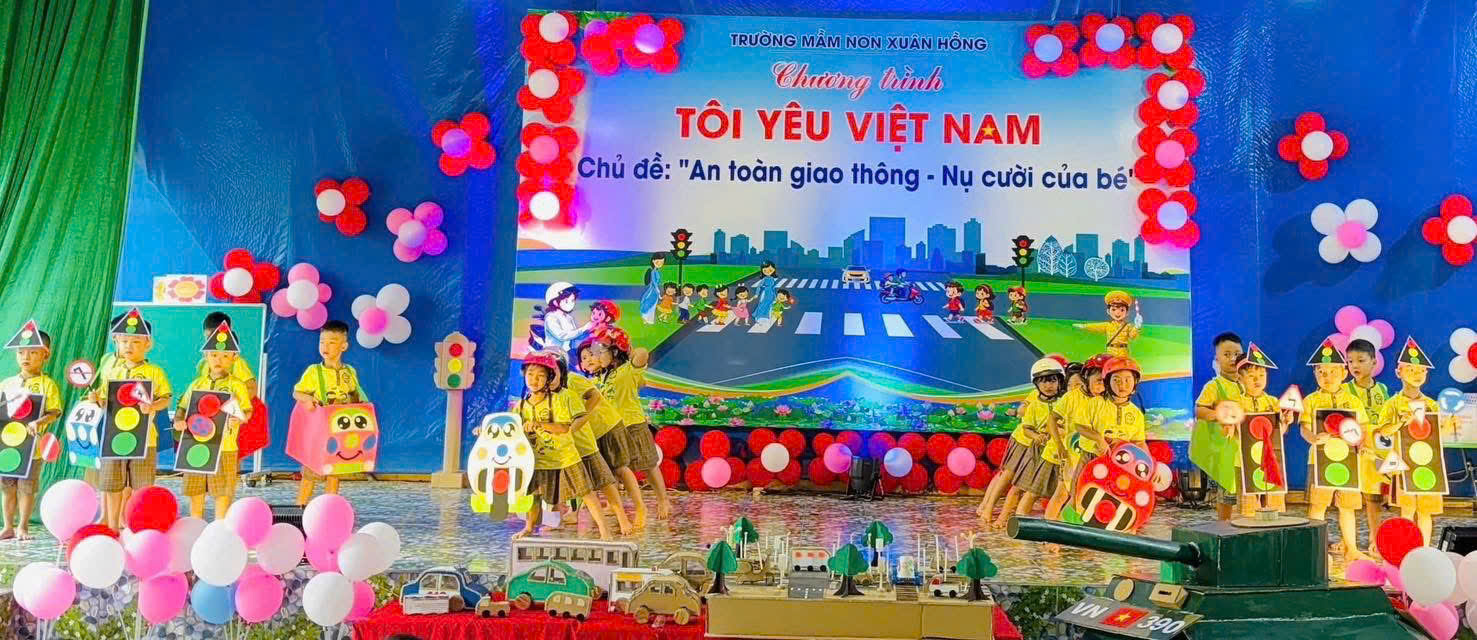 TRƯỜNG MẦM NON XUÂN HỒNG
Chương trình
TÔI YÊU VIỆT NAM
Chủ đề: "An toàn giao thông - Nụ cười của bé"
VN 390